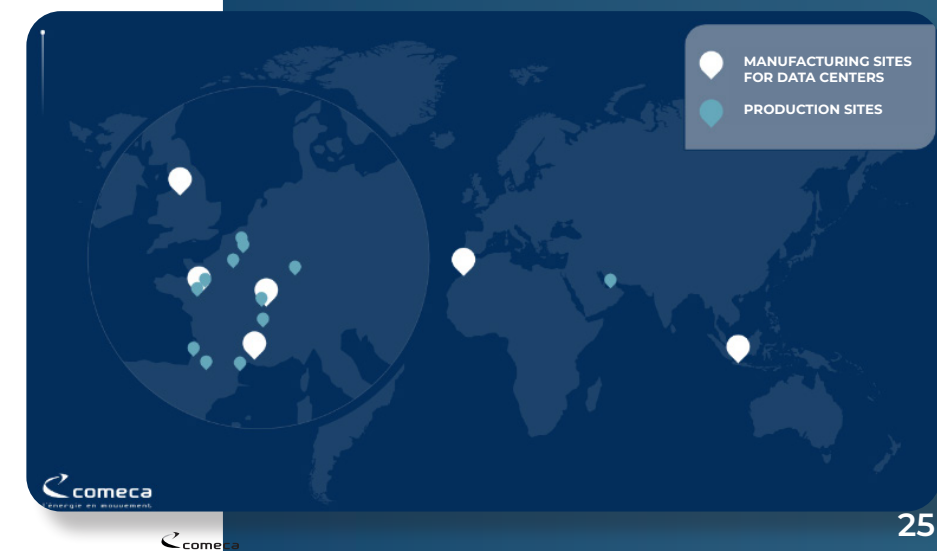 MANUFACTURING SITES
FOR DATA CENTERS
PRODUCTION SITES
comeca
l'énergie en mouvement
25
comeca